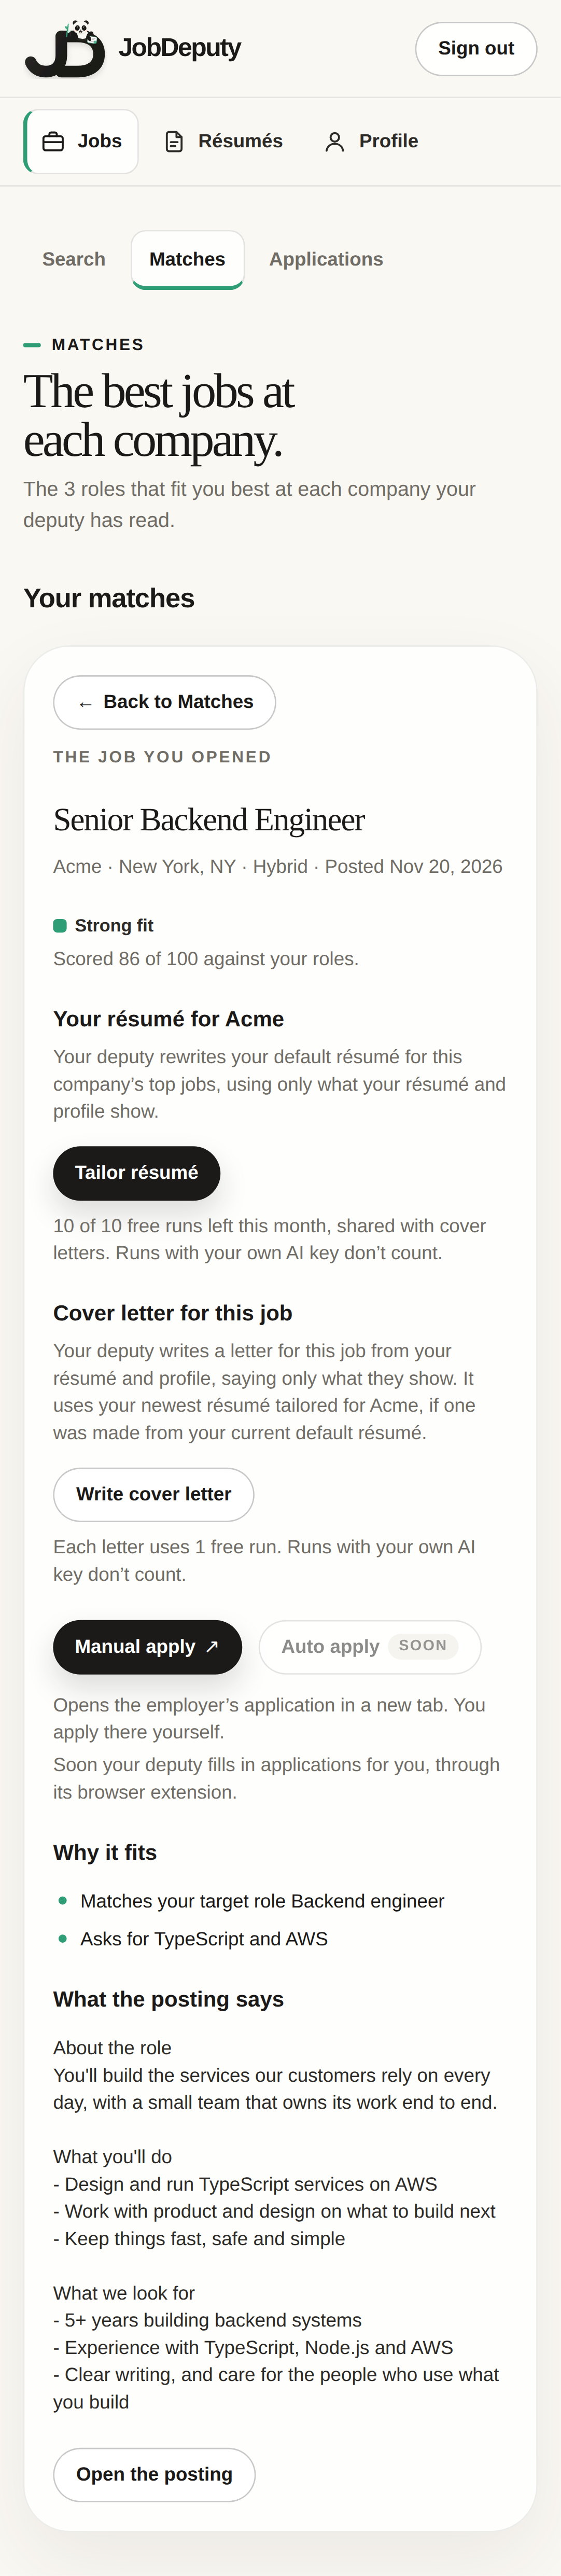 JD JobDeputy
Sign out
Jobs
Résumés
Profile
Search
Matches
Applications
MATCHES
The best jobs at
each company.
The 3 roles that fit you best at each company your
deputy has read.
Your matches
← Back to Matches
THE JOB YOU OPENED
Senior Backend Engineer
Acme · New York, NY · Hybrid · Posted Nov 20, 2026
Strong fit
Scored 86 of 100 against your roles.
Your résumé for Acme
Your deputy rewrites your default résumé for this
company’s top jobs, using only what your résumé and
profile show.
Tailor résumé
10 of 10 free runs left this month, shared with cover
letters. Runs with your own AI key don’t count.
Cover letter for this job
Your deputy writes a letter for this job from your
résumé and profile, saying only what they show. It
uses your newest résumé tailored for Acme, if one
was made from your current default résumé.
Write cover letter
Each letter uses 1 free run. Runs with your own AI
key don’t count.
Manual apply ↗
Auto apply SOON
Opens the employer’s application in a new tab. You
apply there yourself.
Soon your deputy fills in applications for you, through
its browser extension.
Why it fits
Matches your target role Backend engineer
Asks for TypeScript and AWS
What the posting says
About the role
You'll build the services our customers rely on every
day, with a small team that owns its work end to end.
What you'll do
- Design and run TypeScript services on AWS
- Work with product and design on what to build next
- Keep things fast, safe and simple
What we look for
- 5+ years building backend systems
- Experience with TypeScript, Node.js and AWS
- Clear writing, and care for the people who use what
you build
Open the posting